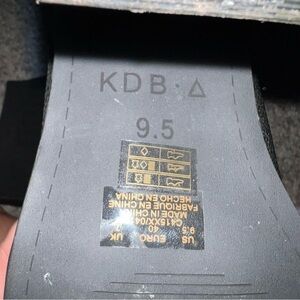 KDB·△
9.5
HECHO EN CHINA
FABRIQUE EN CHINE
MADE IN CHINA
9.5 40
US EURO UK